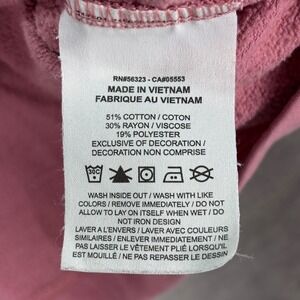 RN#56323 - CA#05553
MADE IN VIETNAM
FABRIQUE AU VIETNAM
51% COTTON / COTON
30% RAYON / VISCOSE
19% POLYESTER
EXCLUSIVE OF DECORATION /
DECORATION NON COMPRISE
30C
WASH INSIDE OUT / WASH WITH LIKE
COLORS / REMOVE IMMEDIATELY / DO NOT
ALLOW TO LAY ON ITSELF WHEN WET / DO
NOT IRON DESIGN
LAVER A L'ENVERS / LAVER AVEC COULEURS
SIMILAIRES / ENLEVER IMMEDIATEMENT / NE
PAS LAISSER LE VÊTEMENT PLIÉ LORSQU'IL
EST MOUILLÉ / NE PAS REPASSER LE DESSIN